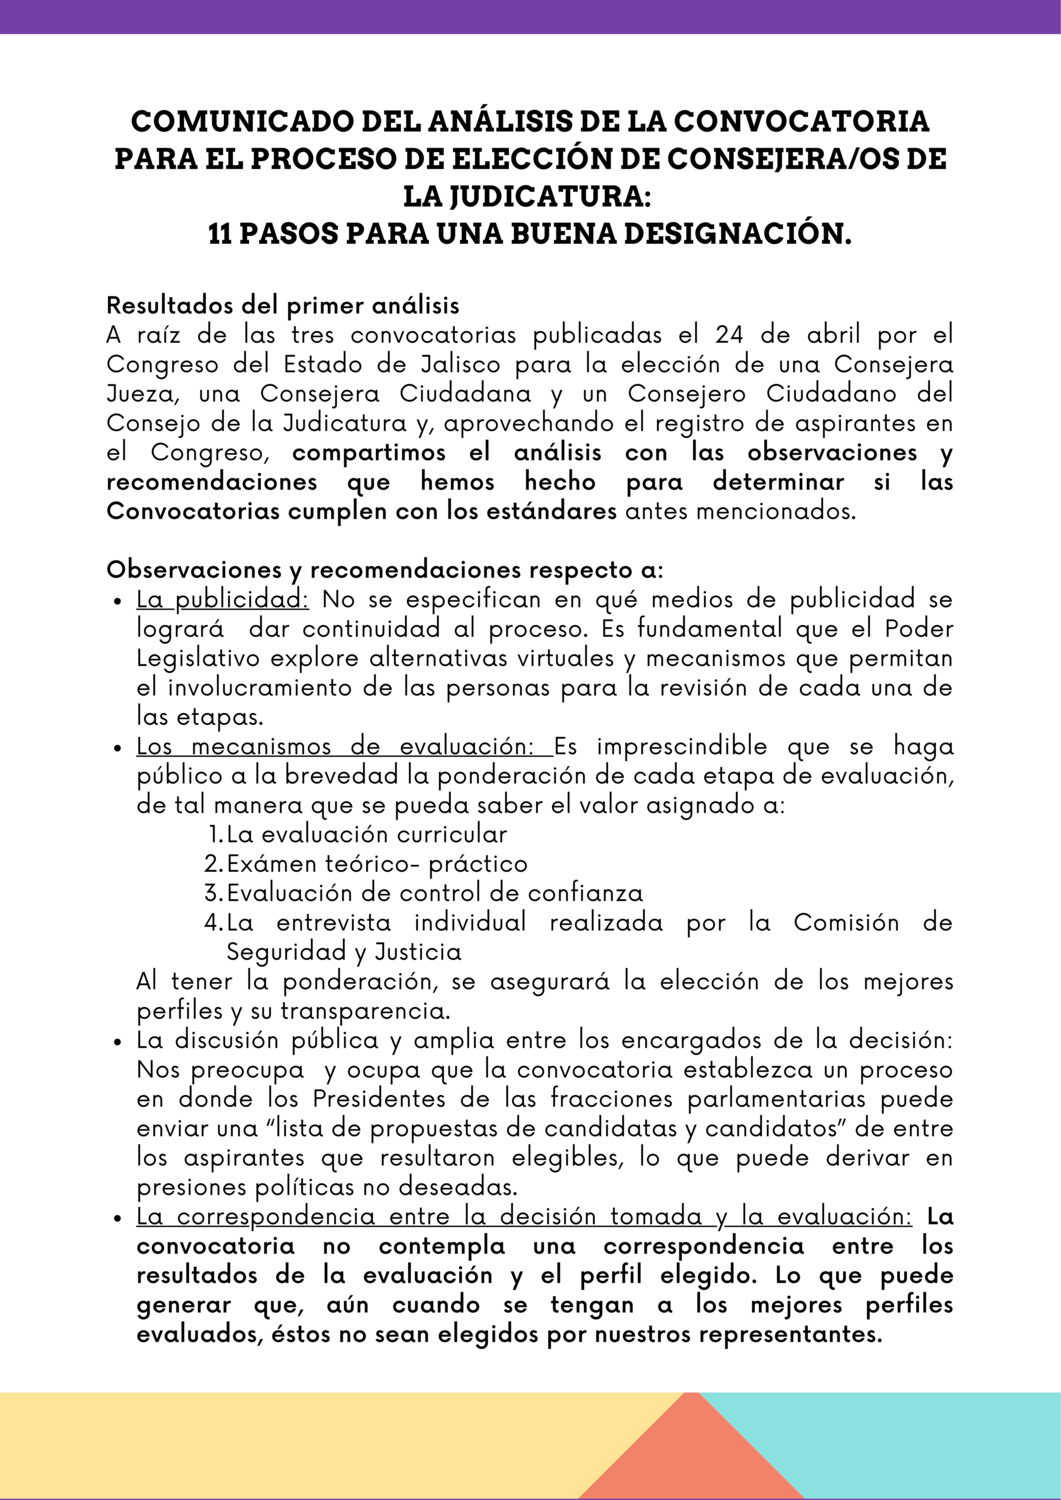 COMUNICADO DEL ANÁLISIS DE LA CONVOCATORIA
PARA EL PROCESO DE ELECCIÓN DE CONSEJERA/OS DE
LA JUDICATURA:
11 PASOS PARA UNA BUENA DESIGNACIÓN.
Resultados del primer análisis
A raíz de las tres convocatorias publicadas el 24 de abril por el
Congreso del Estado de Jalisco para la elección de una Consejera
Jueza, una Consejera Ciudadana y un Consejero Ciudadano del
Consejo de la Judicatura y, aprovechando el registro de aspirantes en
el Congreso, compartimos el análisis con las observaciones y
recomendaciones que hemos hecho para determinar si las
Convocatorias cumplen con los estándares antes mencionados.
Observaciones y recomendaciones respecto a:
• La publicidad: No se especifican en qué medios de publicidad se
logrará dar continuidad al proceso. Es fundamental que el Poder
Legislativo explore alternativas virtuales y mecanismos que permitan
el involucramiento de las personas para la revisión de cada una de
las etapas.
• Los mecanismos de evaluación: Es imprescindible que se haga
público a la brevedad la ponderación de cada etapa de evaluación,
de tal manera que se pueda saber el valor asignado a:
1. La evaluación curricular
2. Exámen teórico- práctico
3. Evaluación de control de confianza
4. La entrevista individual realizada por la Comisión de
Seguridad y Justicia
Al tener la ponderación, se asegurará la elección de los mejores
perfiles y su transparencia.
• La discusión pública y amplia entre los encargados de la decisión:
Nos preocupa y ocupa que la convocatoria establezca un proceso
en donde los Presidentes de las fracciones parlamentarias puede
enviar una “lista de propuestas de candidatas y candidatos” de entre
los aspirantes que resultaron elegibles, lo que puede derivar en
presiones políticas no deseadas.
• La correspondencia entre la decisión tomada y la evaluación: La
convocatoria no contempla una correspondencia entre los
resultados de la evaluación y el perfil elegido. Lo que puede
generar que, aún cuando se tengan a los mejores perfiles
evaluados, éstos no sean elegidos por nuestros representantes.